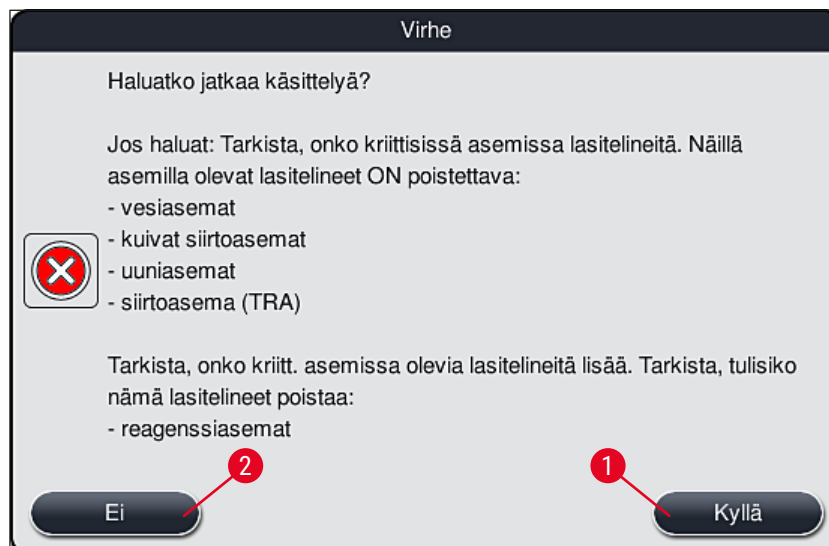 Virhe
Haluatko jatkaa käsittelyä?
Jos haluat: Tarkista, onko kriittisissä asemissa lasitelineitä. Näillä
asemilla olevat lasitelineet ON poistettava:
- vesiasemat
- kuivat siirtoasemat
- uuniasemat
- siirtoasema (TRA)
Tarkista, onko kriitt. asemissa olevia lasitelineitä lisää. Tarkista, tulisiko
nämä lasitelineet poistaa:
- reagenssiasemat
2
1
Ei
Kyllä